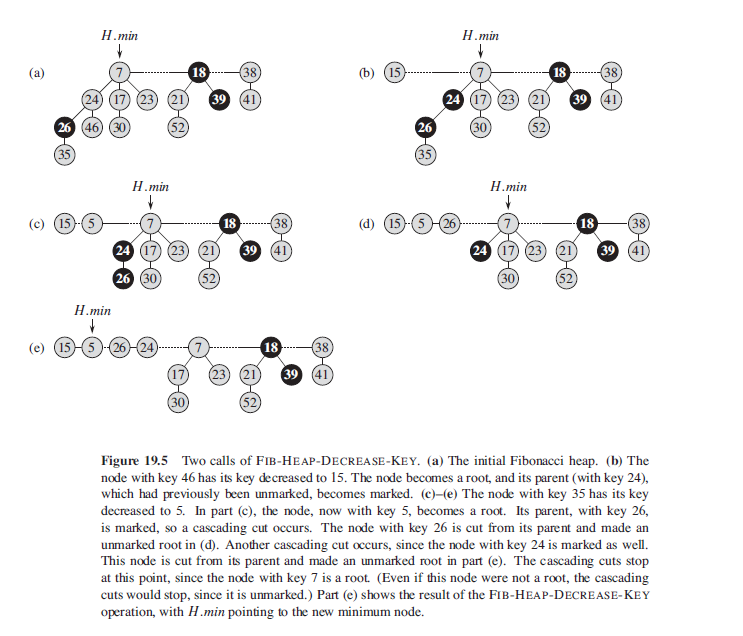 H.min H.min
(a) 7 18 38 (b) 15 7 18 38
24 17 23 21 39 41 24 17 23 21 39 41
26 46 30 52 26 30 52
35 35
H.min H.min
(c) 15 5 7 18 38 (d) 15 5 26 7 18 38
24 17 23 21 39 41 24 17 23 21 39 41
26 30 52 30 52
H.min
(e) 15 5 26 24 7 18 38
17 23 21 39 41
30 52
Figure 19.5 Two calls of FIB-HEAP-DECREASE-KEY. (a) The initial Fibonacci heap. (b) The
node with key 46 has its key decreased to 15. The node becomes a root, and its parent (with key 24),
which had previously been unmarked, becomes marked. (c)–(e) The node with key 35 has its key
decreased to 5. In part (c), the node, now with key 5, becomes a root. Its parent, with key 26,
is marked, so a cascading cut occurs. The node with key 26 is cut from its parent and made an
unmarked root in (d). Another cascading cut occurs, since the node with key 24 is marked as well.
This node is cut from its parent and made an unmarked root in part (e). The cascading cuts stop
at this point, since the node with key 7 is a root. (Even if this node were not a root, the cascading
cuts would stop, since it is unmarked.) Part (e) shows the result of the FIB-HEAP-DECREASE-KEY
operation, with H.min pointing to the new minimum node.